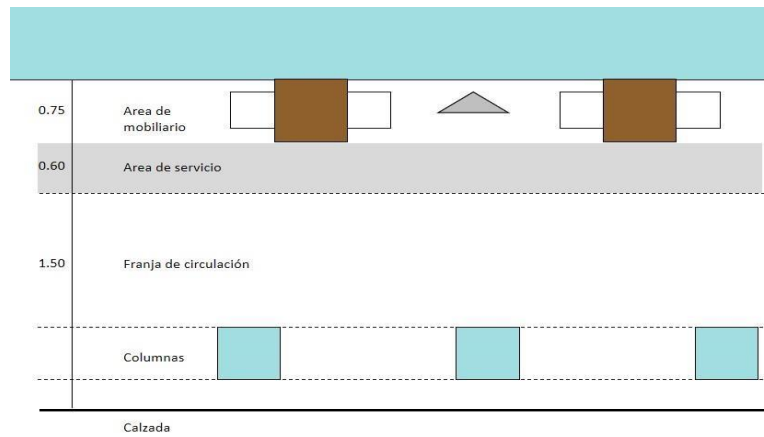 0.75
Area de
mobiliario
0.60
Area de servicio
1.50
Franja de circulación
Columnas
Calzada